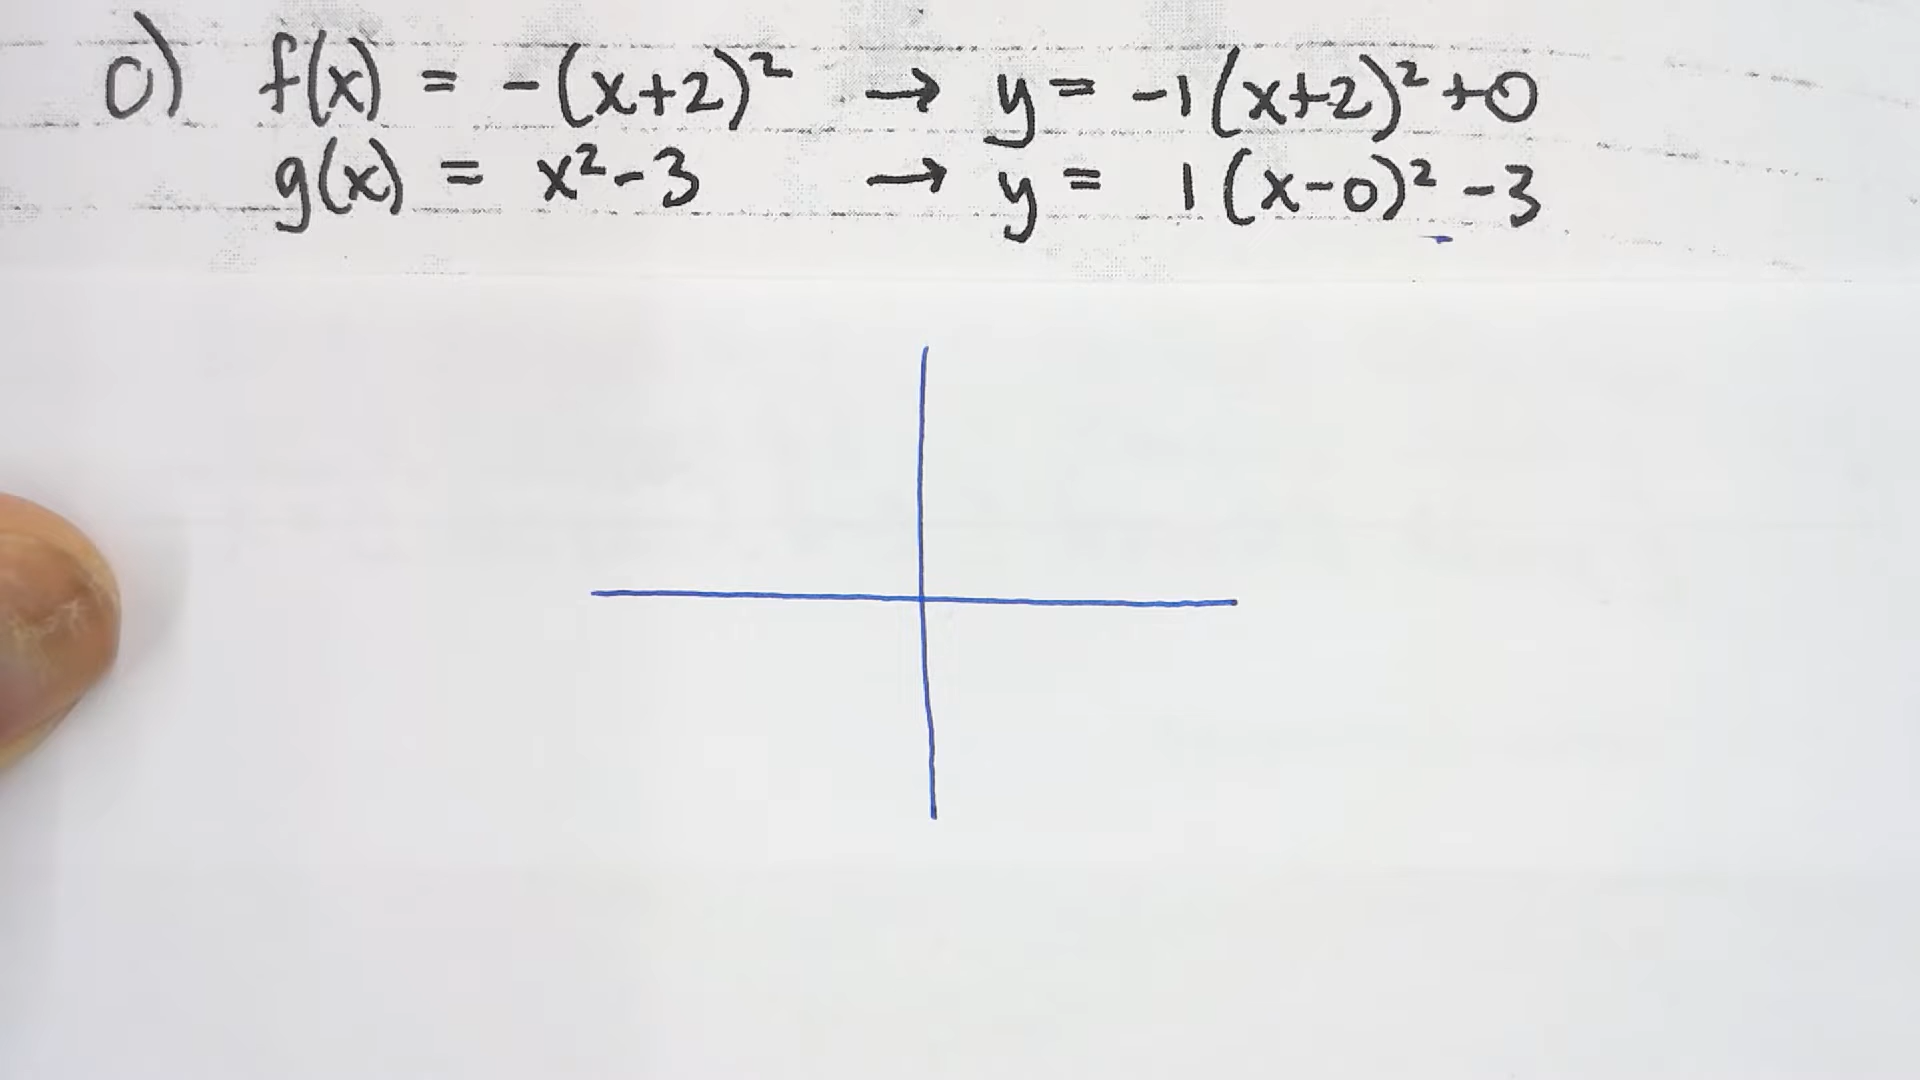 c) f(x) = -(x+2)² → y = -1(x+2)²+0
g(x) = x²-3 → y = 1(x-0)² -3